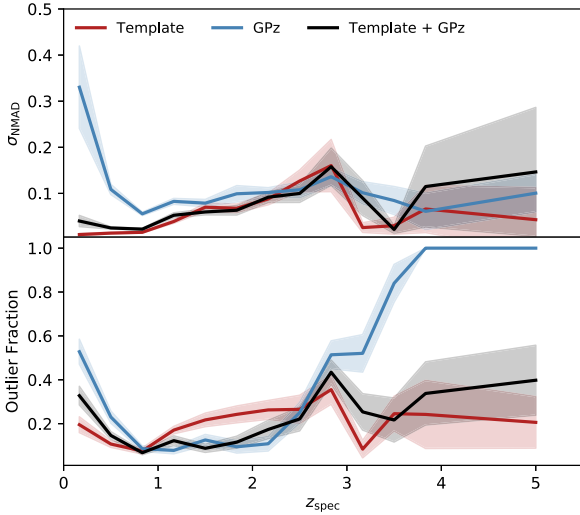 Template GPz Template + GPz
0.5
0.4
0.3
0.2
0.1
σNMAD
1.0
0.8
0.6
0.4
0.2
Outlier Fraction
0 1 2 3 4 5
zspec